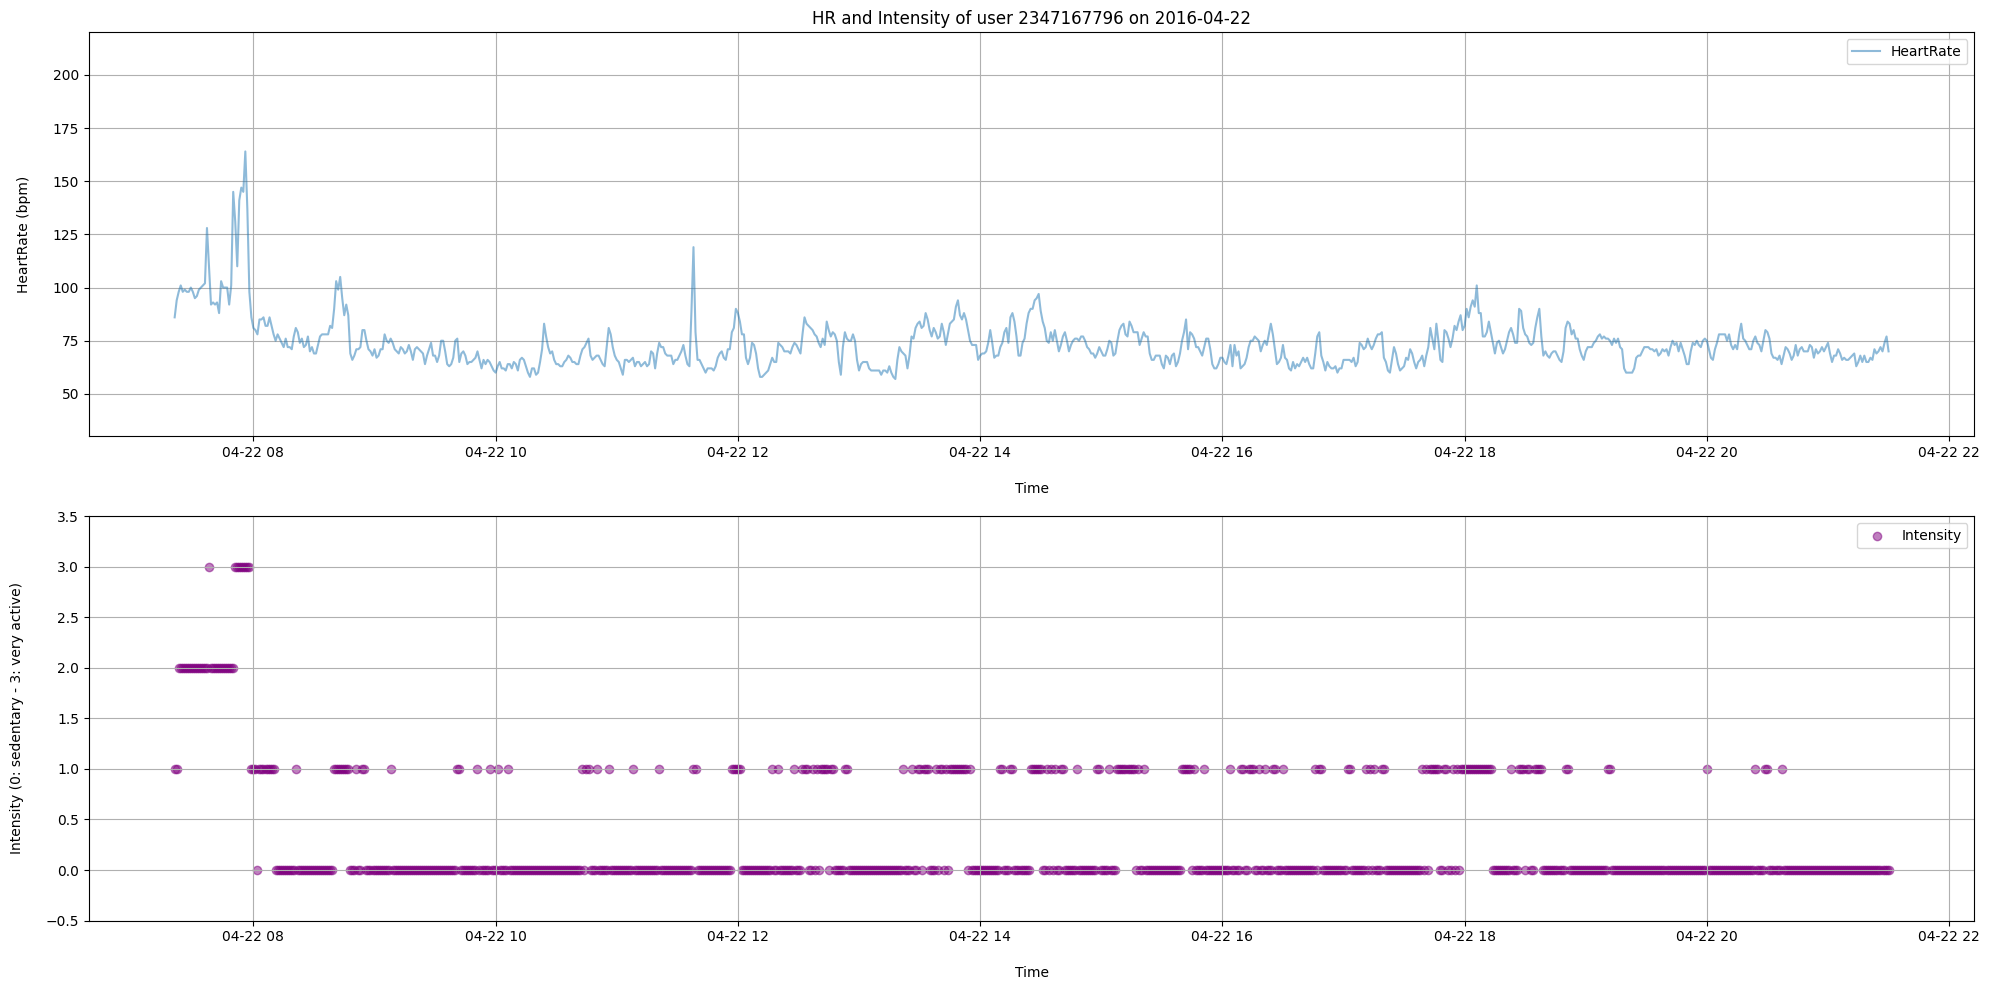 HR and Intensity of user 2347167796 on 2016-04-22
HeartRate
200
175
150
125
100
75
50
HeartRate (bpm)
04-22 08 04-22 10 04-22 12 04-22 14 04-22 16 04-22 18 04-22 20 04-22 22
Time
Intensity
3.5
3.0
2.5
2.0
1.5
1.0
0.5
0.0
−0.5
Intensity (0: sedentary - 3: very active)
04-22 08 04-22 10 04-22 12 04-22 14 04-22 16 04-22 18 04-22 20 04-22 22
Time